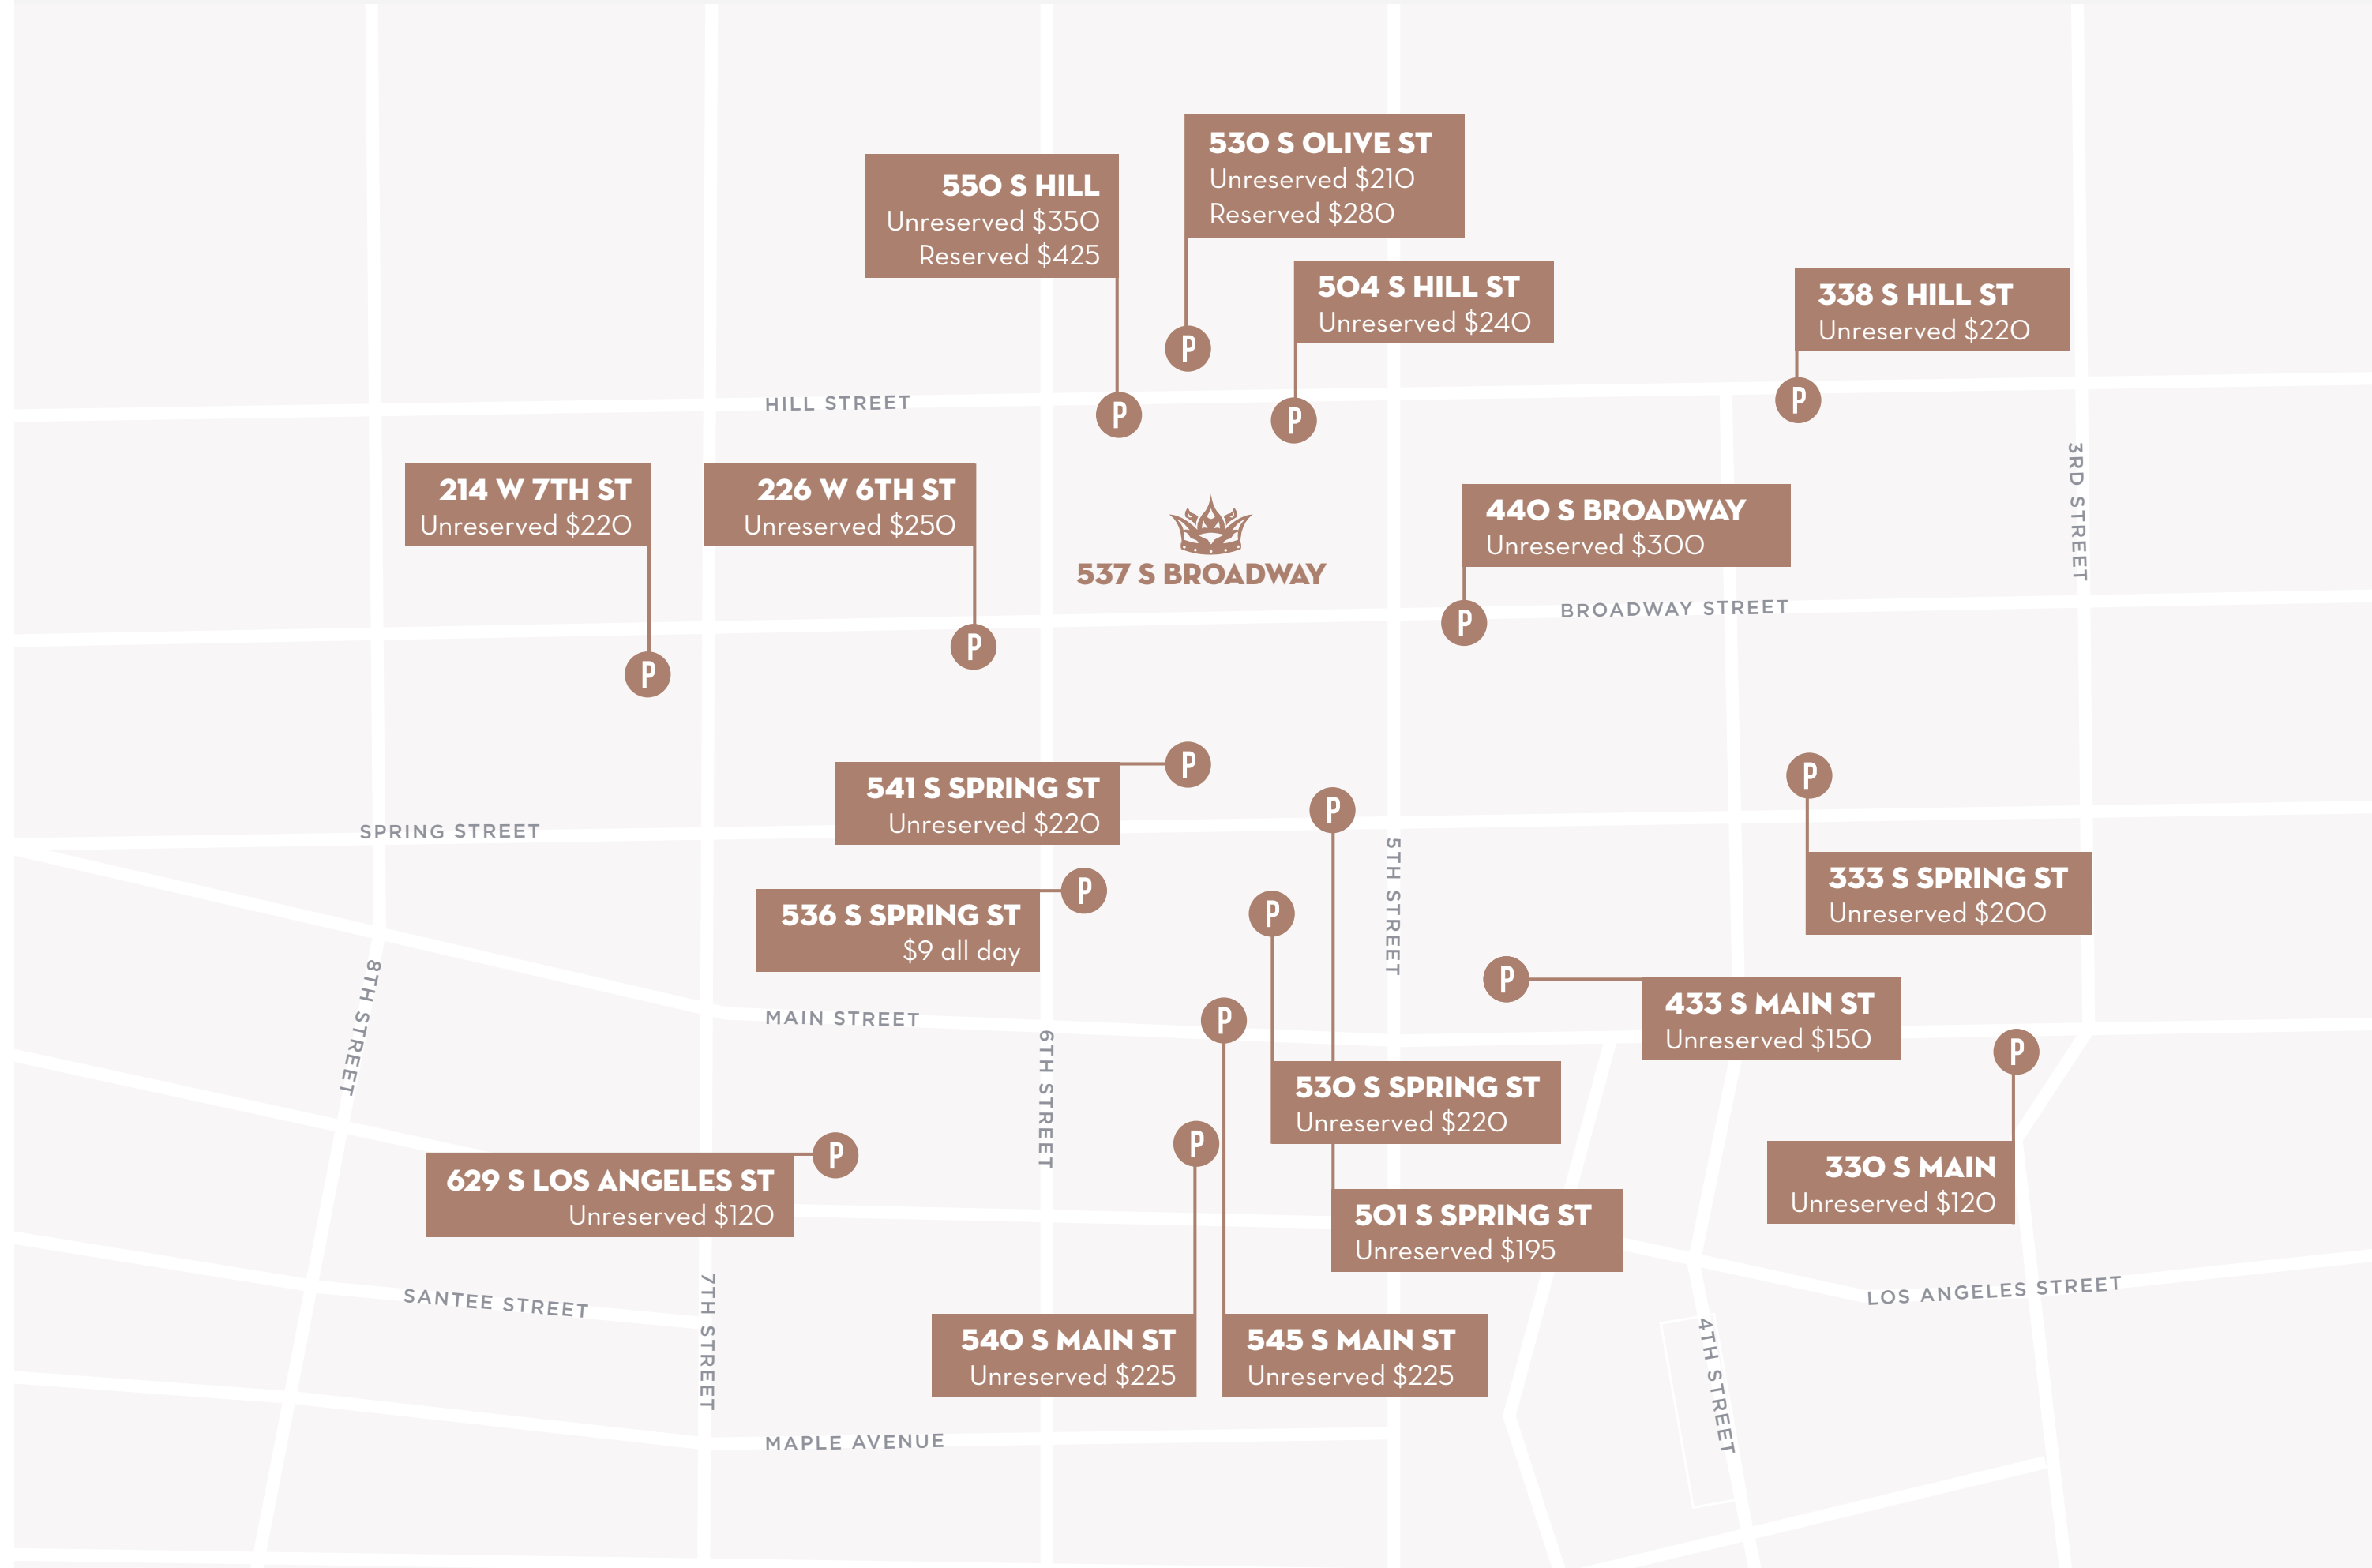 530 S OLIVE ST
Unreserved $210
Reserved $280
550 S HILL
Unreserved $350
Reserved $425
504 S HILL ST
Unreserved $240
338 S HILL ST
Unreserved $220
P
P
P
P
HILL STREET
3RD STREET
214 W 7TH ST
Unreserved $220
226 W 6TH ST
Unreserved $250
537 S BROADWAY
440 S BROADWAY
Unreserved $300
BROADWAY STREET
P
P
P
541 S SPRING ST
Unreserved $220
P
P
P
SPRING STREET
5TH STREET
333 S SPRING ST
Unreserved $200
536 S SPRING ST
$9 all day
P
P
8TH STREET
P
433 S MAIN ST
Unreserved $150
MAIN STREET
P
6TH STREET
P
530 S SPRING ST
Unreserved $220
P
P
629 S LOS ANGELES ST
Unreserved $120
330 S MAIN
Unreserved $120
501 S SPRING ST
Unreserved $195
SANTEE STREET
7TH STREET
LOS ANGELES STREET
4TH STREET
540 S MAIN ST
Unreserved $225
545 S MAIN ST
Unreserved $225
MAPLE AVENUE